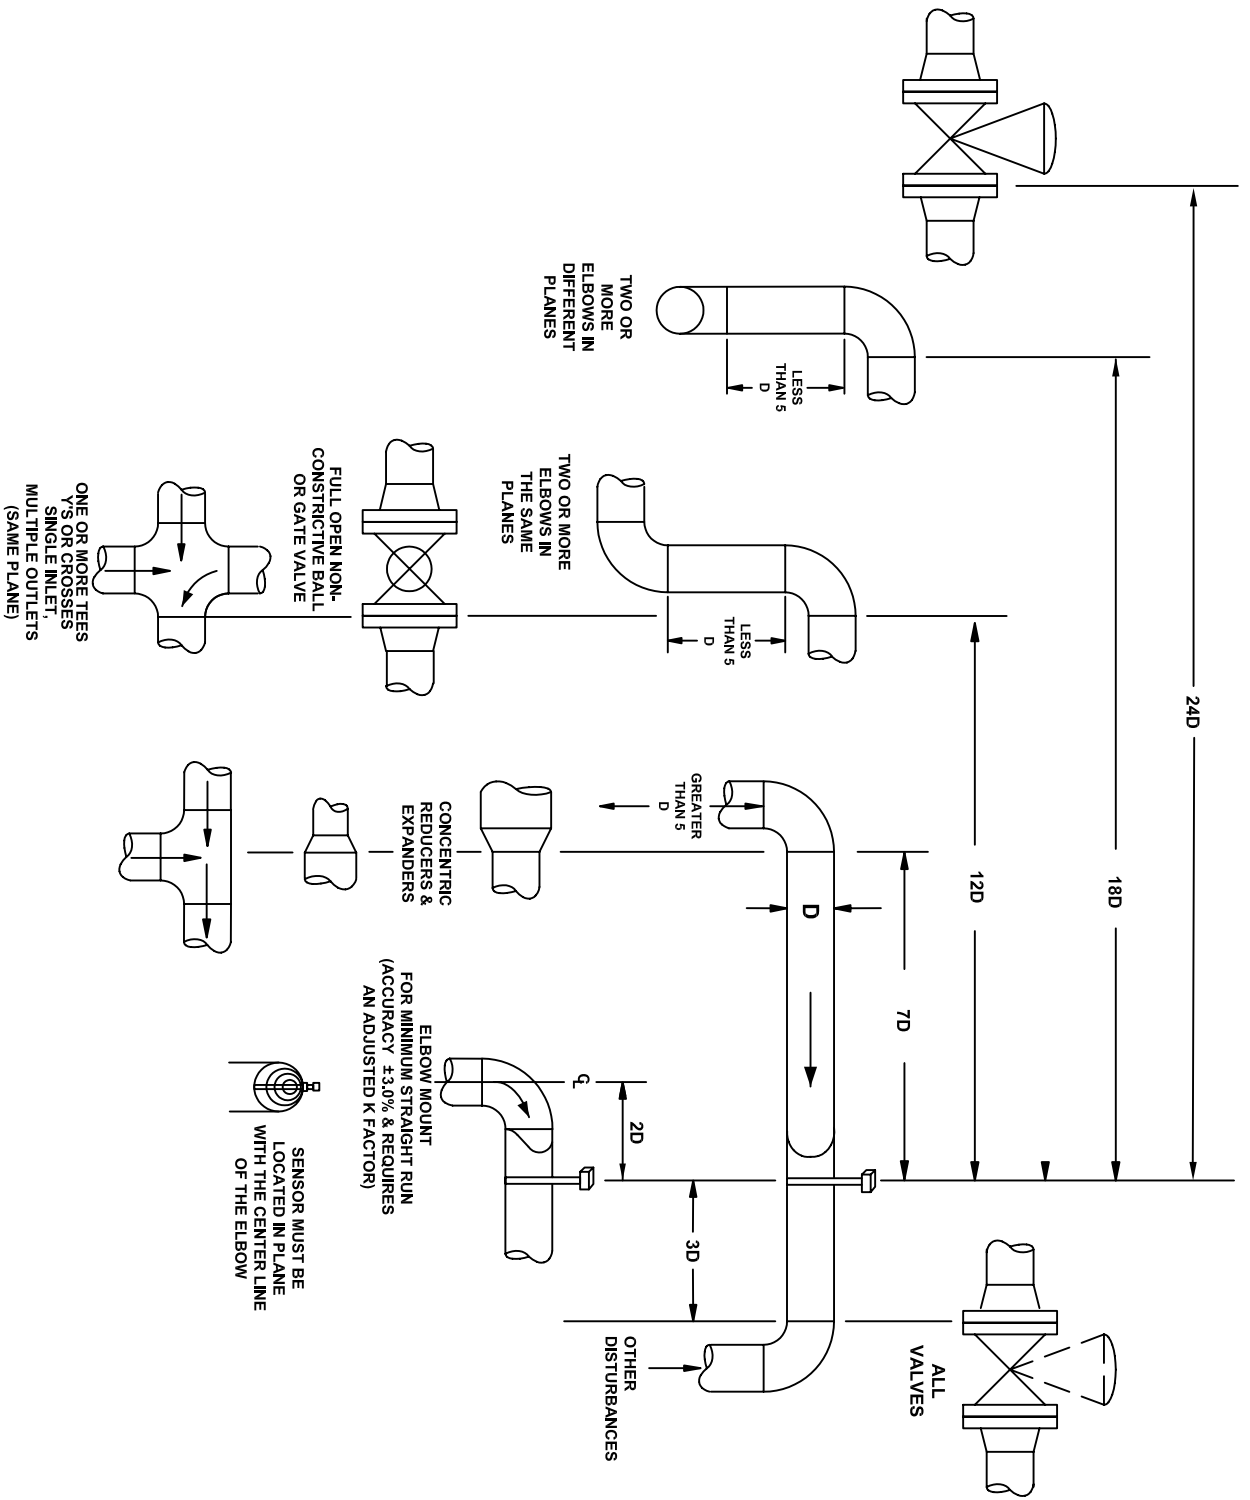 24D
18D
12D
7D
D
ALL
VALVES
TWO OR
MORE
ELBOWS IN
DIFFERENT
PLANES
LESS
THAN 5
D
TWO OR MORE
ELBOWS IN
THE SAME
PLANES
LESS
THAN 5
D
GREATER
THAN 5
D
2D
3D
OTHER
DISTURBANCES
FULL OPEN NON-
CONSTRICTIVE BALL
OR GATE VALVE
CONCENTRIC
REDUCERS &
EXPANDERS
CL
ELBOW MOUNT
FOR MINIMUM STRAIGHT RUN
(ACCURACY ±3.0% & REQUIRES
AN ADJUSTED K FACTOR)
ONE OR MORE TEES
Y'S OR CROSSES
SINGLE INLET,
MULTIPLE OUTLETS
(SAME PLANE)
SENSOR MUST BE
LOCATED IN PLANE
WITH THE CENTER LINE
OF THE ELBOW